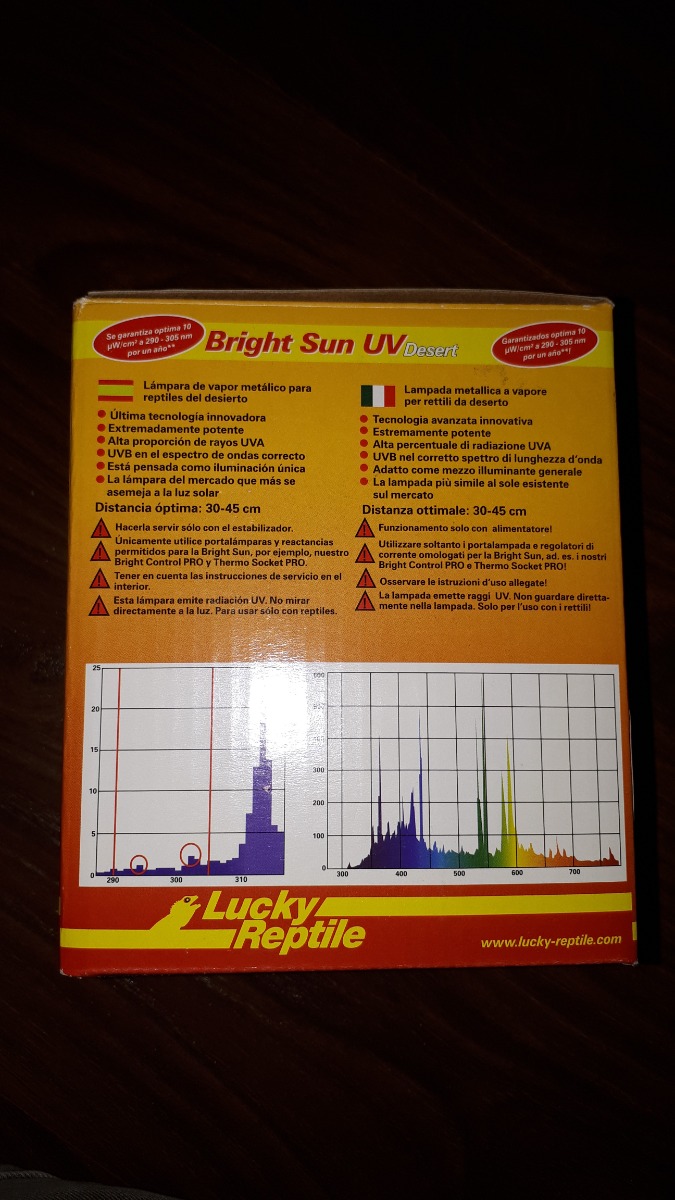 Se garantiza óptima 10
µW/cm² a 290 - 305 nm
por un año**
Bright Sun UV Desert
Garantizados optima 10
µW/cm² a 290 - 305 nm
por un año**!
Lámpara de vapor metálico para
reptiles del desierto
Última tecnología innovadora
Extremadamente potente
Alta proporción de rayos UVA
UVB en el espectro de ondas correcto
Está pensada como iluminación única
La lámpara del mercado que más se
asemeja a la luz solar
Distancia óptima: 30-45 cm
Hacerla servir sólo con el estabilizador.
Únicamente utilice portalámparas y reactancias
permitidos para la Bright Sun, por ejemplo, nuestro
Bright Control PRO y Thermo Socket PRO.
Tener en cuenta las instrucciones de servicio en el
interior.
Esta lámpara emite radiación UV. No mirar
directamente a la luz. Para usar sólo con reptiles.
Lampada metallica a vapore
per rettili da deserto
Tecnologia avanzata innovativa
Estremamente potente
Alta percentuale di radiazione UVA
UVB nel corretto spettro di lunghezza d'onda
Adatto come mezzo illuminante generale
La lampada più simile al sole esistente
sul mercato
Distanza ottimale: 30-45 cm
Funzionamento solo con alimentatore!
Utilizzare soltanto i portalampada e regolatori di
corrente omologati per la Bright Sun, ad. es. i nostri
Bright Control PRO e Thermo Socket PRO!
Osservare le istruzioni d'uso allegate!
La lampada emette raggi UV. Non guardare diretta-
mente nella lampada. Solo per l'uso con i rettili!
25
20
15
10
5
0
290 300 310
300
200
100
0
300 400 500 600 700
Lucky
Reptile
www.lucky-reptile.com